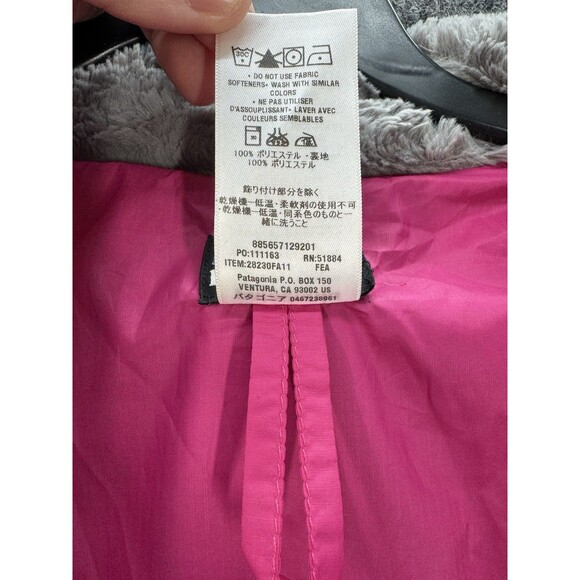 30C
• DO NOT USE FABRIC
SOFTENERS• WASH WITH SIMILAR
COLORS
• NE PAS UTILISER
D'ASSOUPLISSANT• LAVER AVEC
COULEURS SEMBLABLES
100% ポリエステル・裏地
100% ポリエステル
飾り付け部分を除く
・乾燥機−低温・柔軟剤の使用不可
・乾燥機−低温・同系色のものと一
緒に洗うこと
885657129201
PO:111163 RN:51884
ITEM:28230FA11 FEA
Patagonia P.O. BOX 150
VENTURA, CA 93002 US
パタゴニア 0467238961